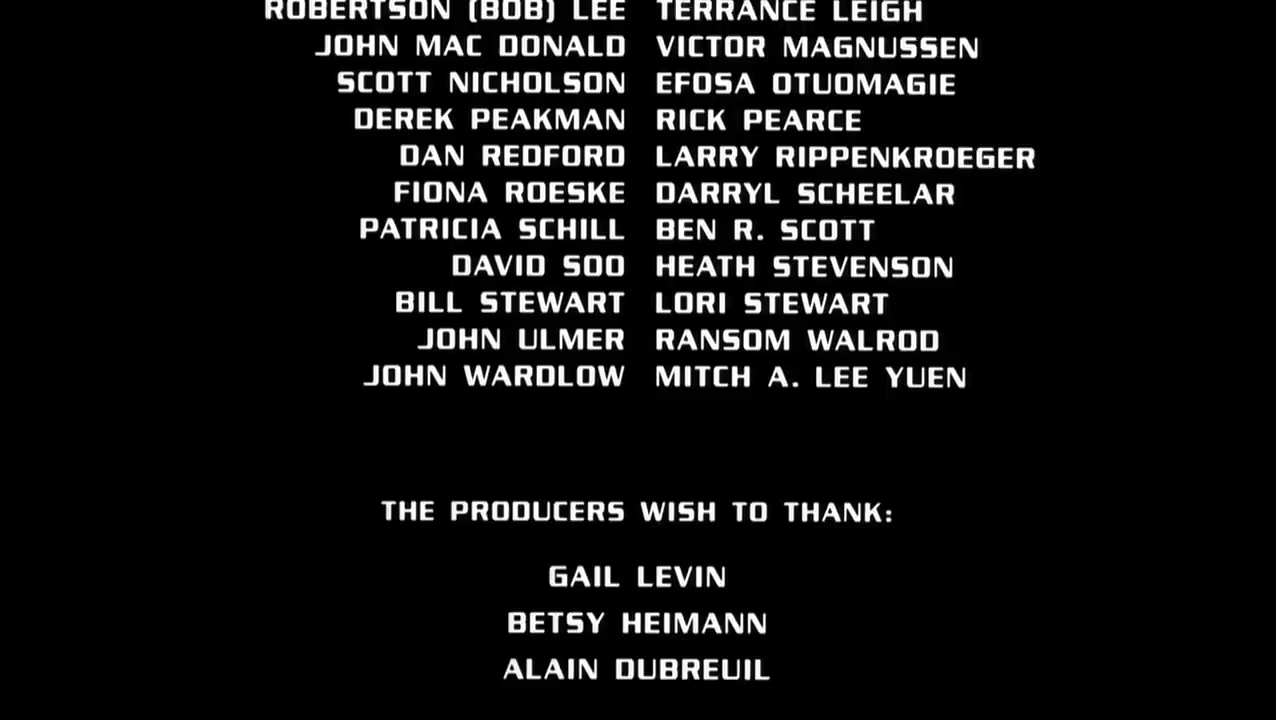 ROBERTSON (BOB) LEE TERRANCE LEIGH
JOHN MAC DONALD VICTOR MAGNUSSEN
SCOTT NICHOLSON EFOSA OTUOMAGIE
DEREK PEAKMAN RICK PEARCE
DAN REDFORD LARRY RIPPENKROEGER
FIONA ROESKE DARRYL SCHEELAR
PATRICIA SCHILL BEN R. SCOTT
DAVID SOO HEATH STEVENSON
BILL STEWART LORI STEWART
JOHN ULMER RANSOM WALROD
JOHN WARDLOW MITCH A. LEE YUEN
THE PRODUCERS WISH TO THANK:
GAIL LEVIN
BETSY HEIMANN
ALAIN DUBREUIL